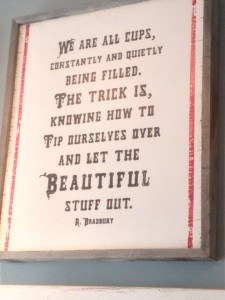 We are all cups,
constantly and quietly
being filled.
The trick is,
knowing how to
Tip ourselves over
and let the
Beautiful
stuff out.
R. Bradbury